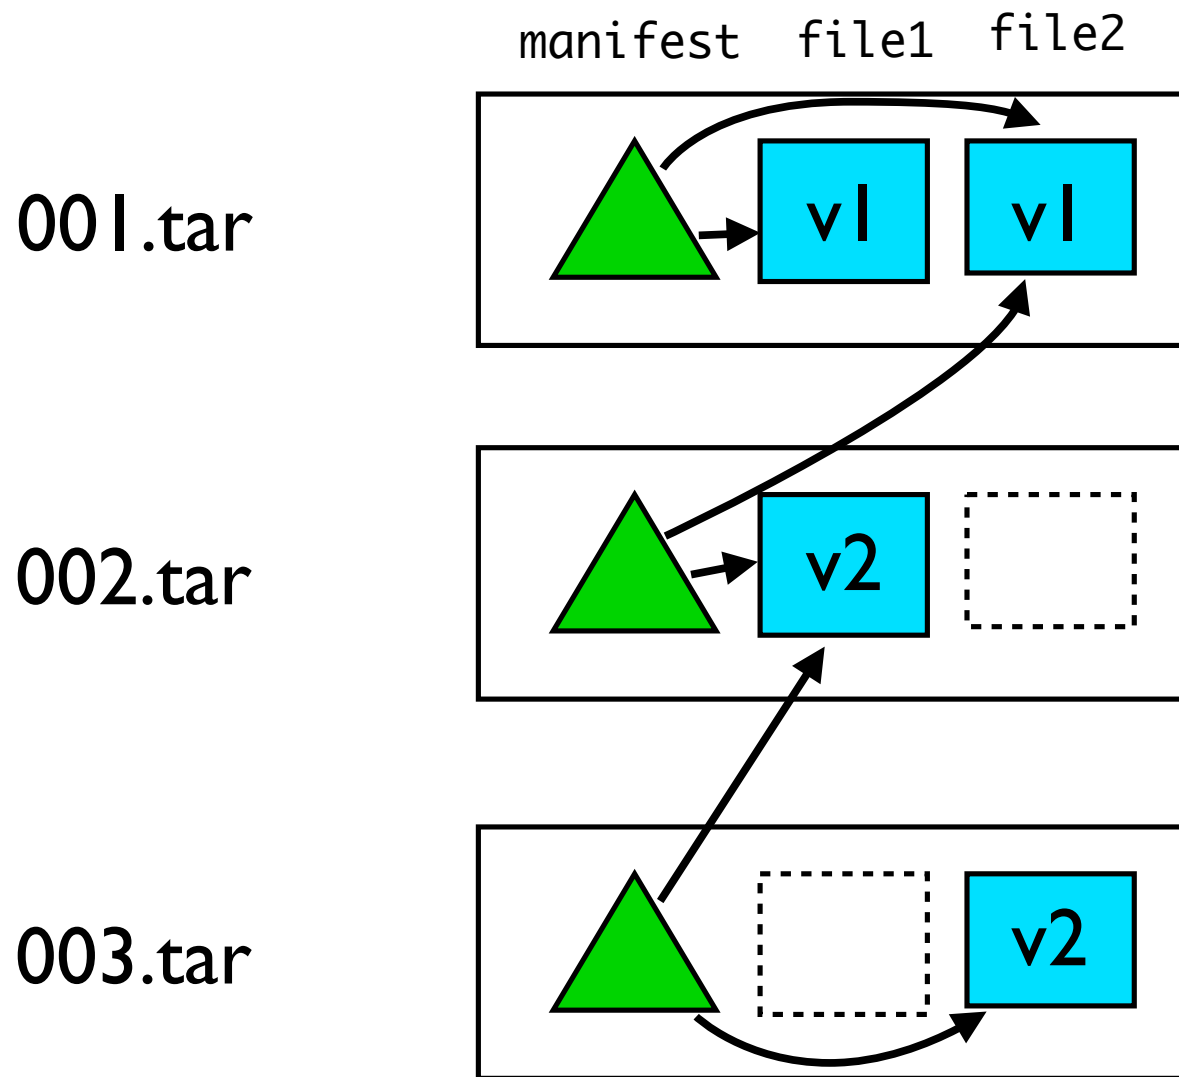 manifest file1 file2
001.tar
v1 v1
002.tar
v2
003.tar
v2